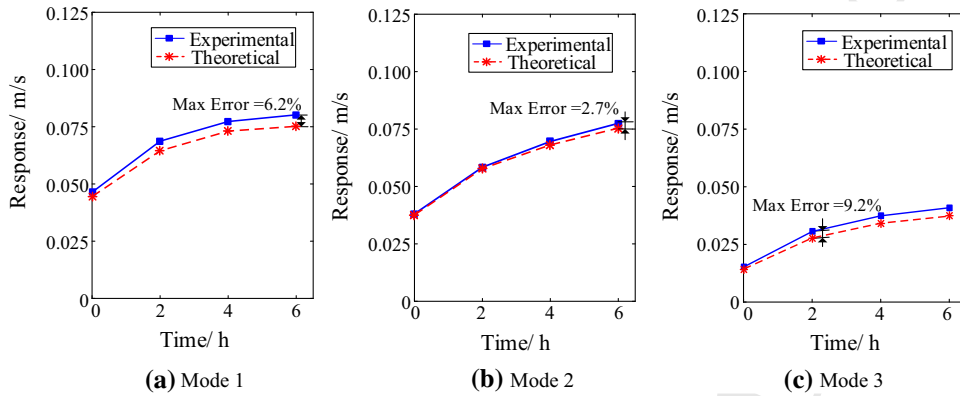 0.125
Experimental
Theoretical
0.100
Max Error =6.2%
0.075
0.050
0.025
0
0 2 4 6
Response/ m/s
Time/ h
(a) Mode 1
0.125
Experimental
Theoretical
0.100
Max Error =2.7%
0.075
0.050
0.025
0
0 2 4 6
Response/ m/s
Time/ h
(b) Mode 2
0.125
Experimental
Theoretical
0.100
0.075
0.050
Max Error =9.2%
0.025
0
0 2 4 6
Response/ m/s
Time/ h
(c) Mode 3